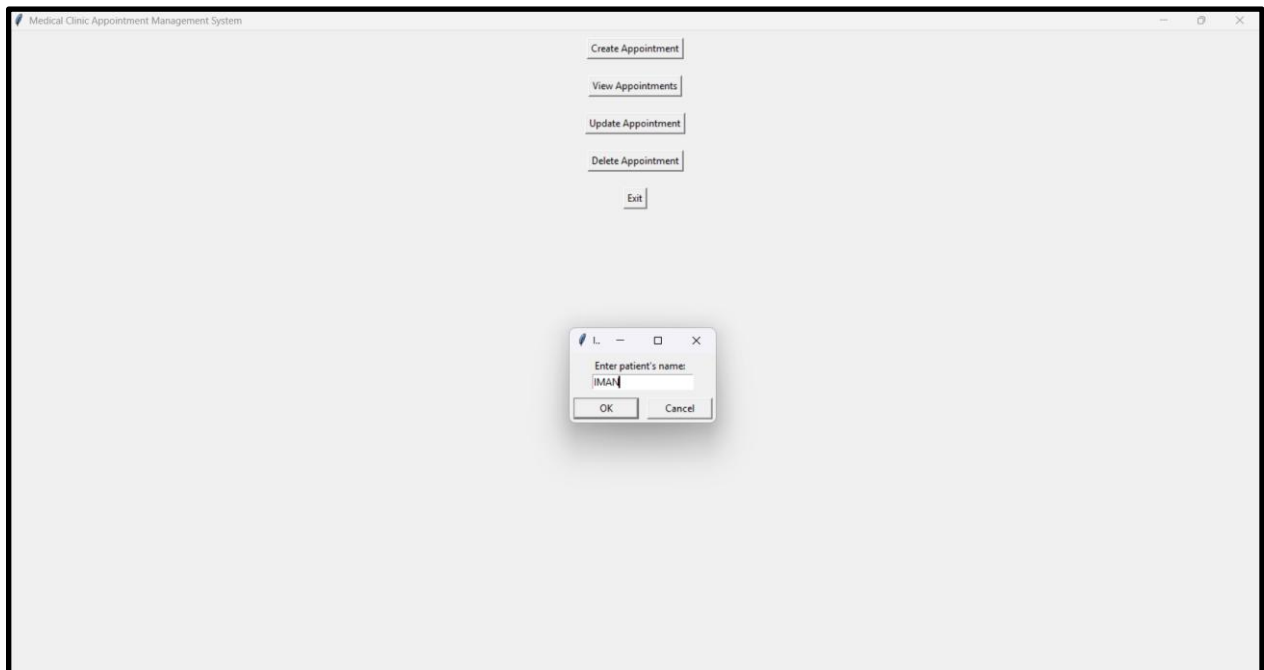 Medical Clinic Appointment Management System
Create Appointment
View Appointments
Update Appointment
Delete Appointment
Exit
I...
Enter patient's name:
IMAN
OK
Cancel